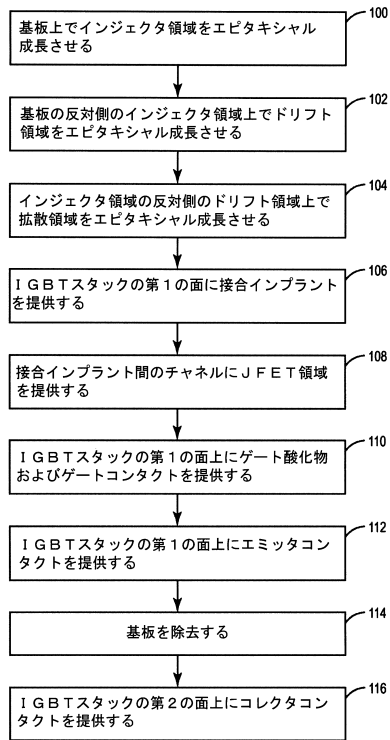 100
基板上でインジェクタ領域をエピタキシャル
成長させる
102
基板の反対側のインジェクタ領域上でドリフト
領域をエピタキシャル成長させる
104
インジェクタ領域の反対側のドリフト領域上で
拡散領域をエピタキシャル成長させる
106
ＩＧＢＴスタックの第１の面に接合インプラント
を提供する
108
接合インプラント間のチャネルにＪＦＥＴ領域
を提供する
110
ＩＧＢＴスタックの第１の面上にゲート酸化物
およびゲートコンタクトを提供する
112
ＩＧＢＴスタックの第１の面上にエミッタコン
タクトを提供する
114
基板を除去する
116
ＩＧＢＴスタックの第２の面上にコレクタコン
タクトを提供する